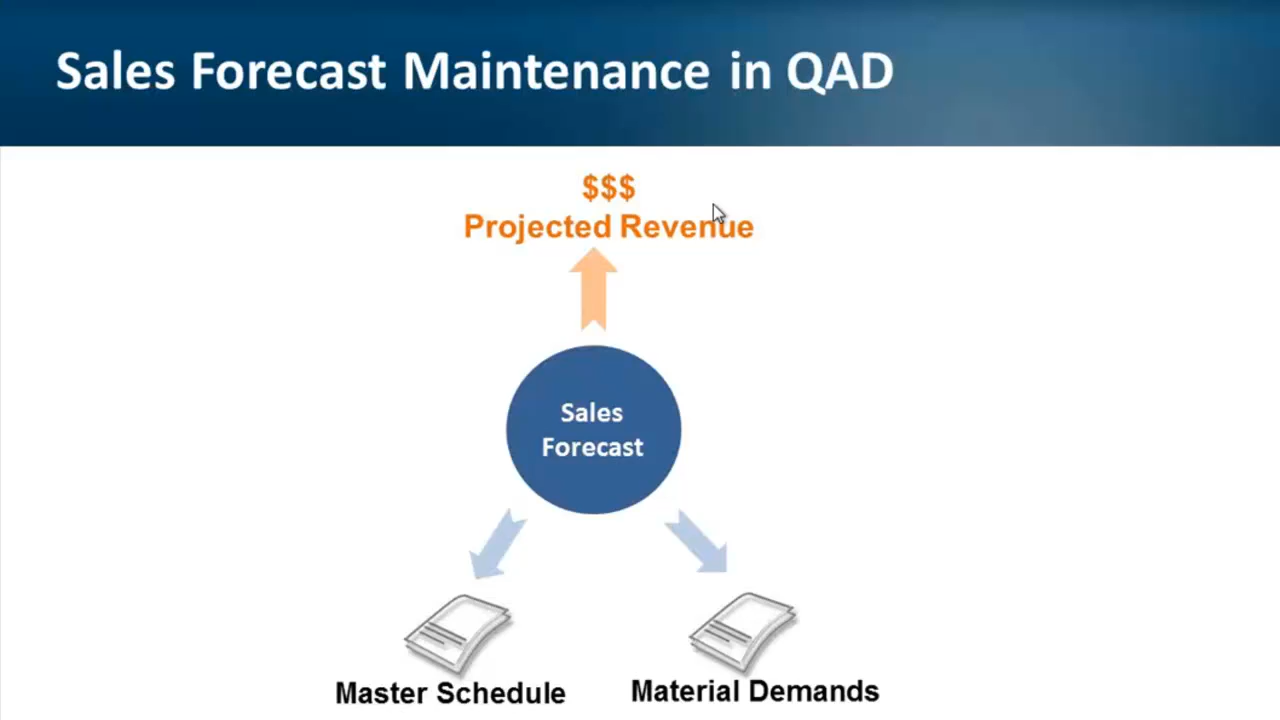 Sales Forecast Maintenance in QAD
$$$
Projected Revenue
Sales
Forecast
Master Schedule
Material Demands